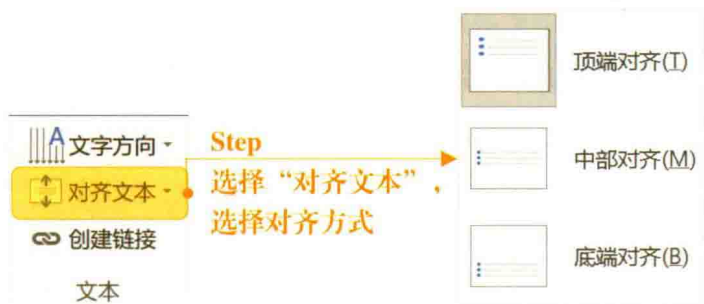 文字方向
对齐文本
创建链接
文本
Step
选择“对齐文本”，
选择对齐方式
顶端对齐(T)
中部对齐(M)
底端对齐(B)